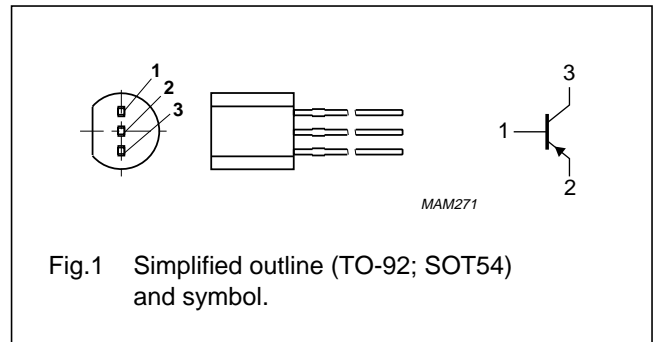 1
2
3
MAM271
1
3
2
Fig.1 Simplified outline (TO-92; SOT54)
and symbol.